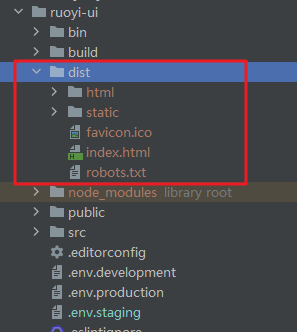 ruoyi-ui
bin
build
dist
html
static
favicon.ico
index.html
robots.txt
node_modules library root
public
src
.editorconfig
.env.development
.env.production
.env.staging
.eslintignore